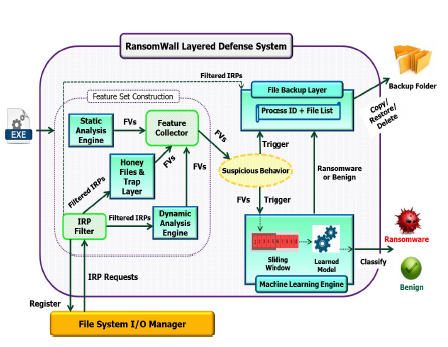 RansomWall Layered Defense System
Filtered IRPs
File Backup Layer
Process ID + File List
Backup Folder
Copy/
Restore/
Delete
Feature Set Construction
EXE
Static
Analysis
Engine
FVs
Feature
Collector
FVs
Trigger
Honey
Files &
Trap
Layer
FVs
FVs
Suspicious Behavior
Ransomware
or Benign
Filtered IRPs
IRP
Filter
Filtered IRPs
Dynamic
Analysis
Engine
FVs
Trigger
Sliding
Window
Learned
Model
Machine Learning Engine
Classify
Ransomware
Benign
IRP Requests
Register
File System I/O Manager